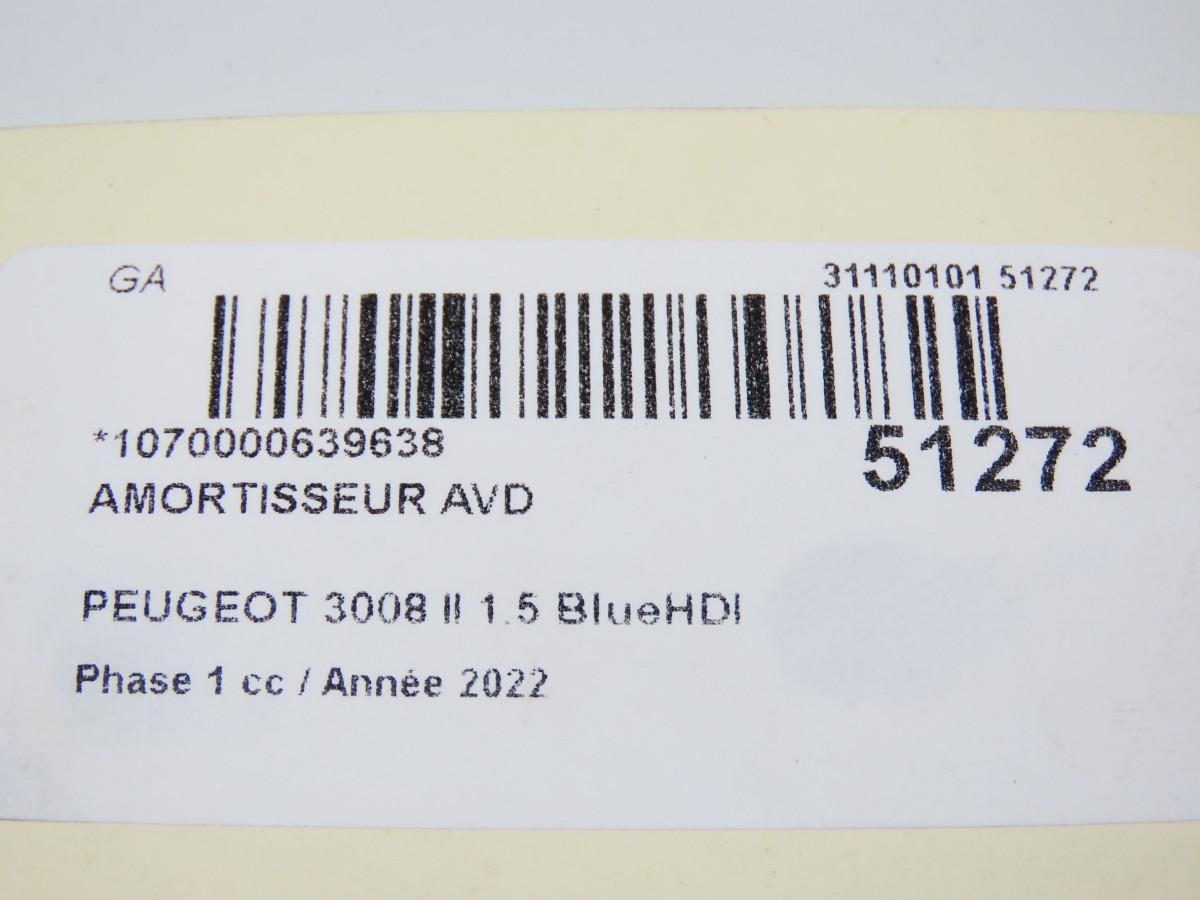 GA 31110101 51272
*1070000639638 51272
AMORTISSEUR AVD
PEUGEOT 3008 II 1.5 BlueHDI
Phase 1 cc / Année 2022